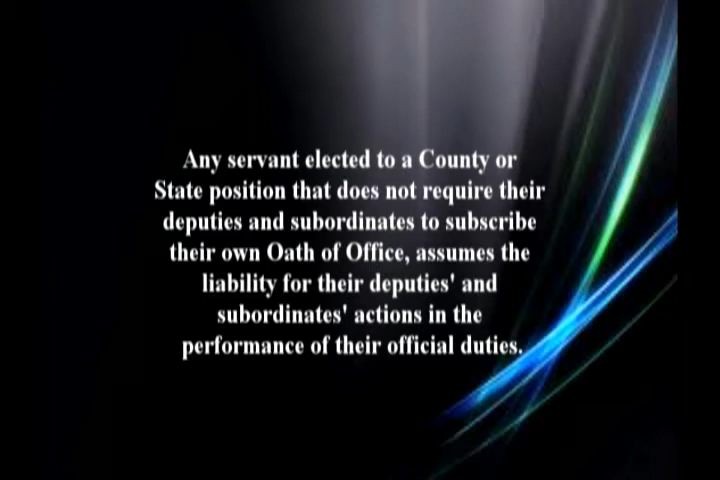 Any servant elected to a County or
State position that does not require their
deputies and subordinates to subscribe
their own Oath of Office, assumes the
liability for their deputies' and
subordinates' actions in the
performance of their official duties.